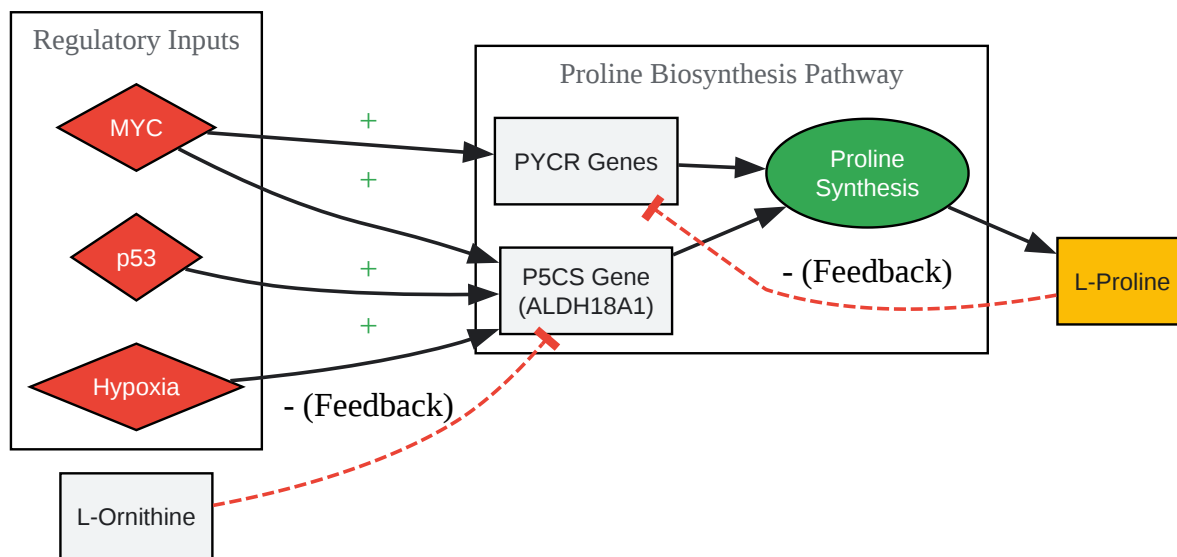 Regulatory Inputs
Proline Biosynthesis Pathway
MYC
+
+
PYCR Genes
Proline
Synthesis
p53
+
P5CS Gene
(ALDH18A1)
- (Feedback)
L-Proline
+
Hypoxia
- (Feedback)
L-Ornithine